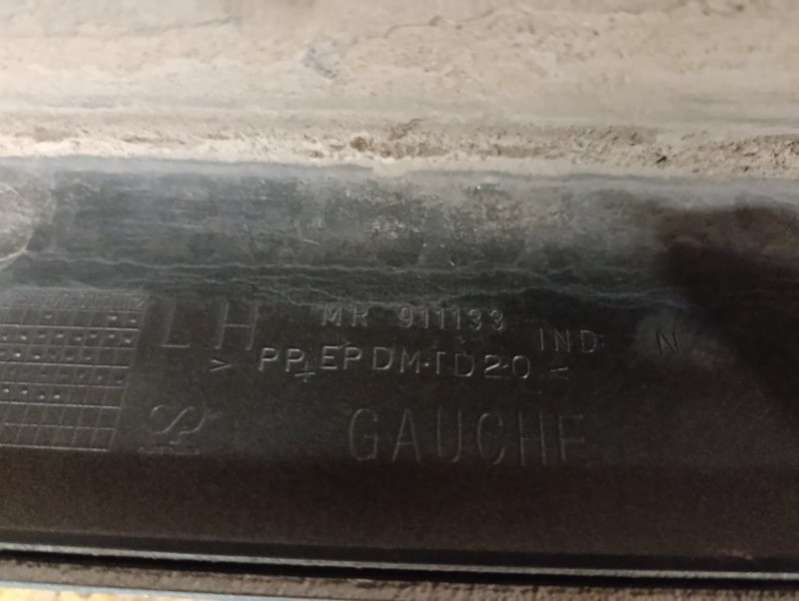 LH MR 911133 IND N
>PP+EPDM-TD20<
GAUCHE